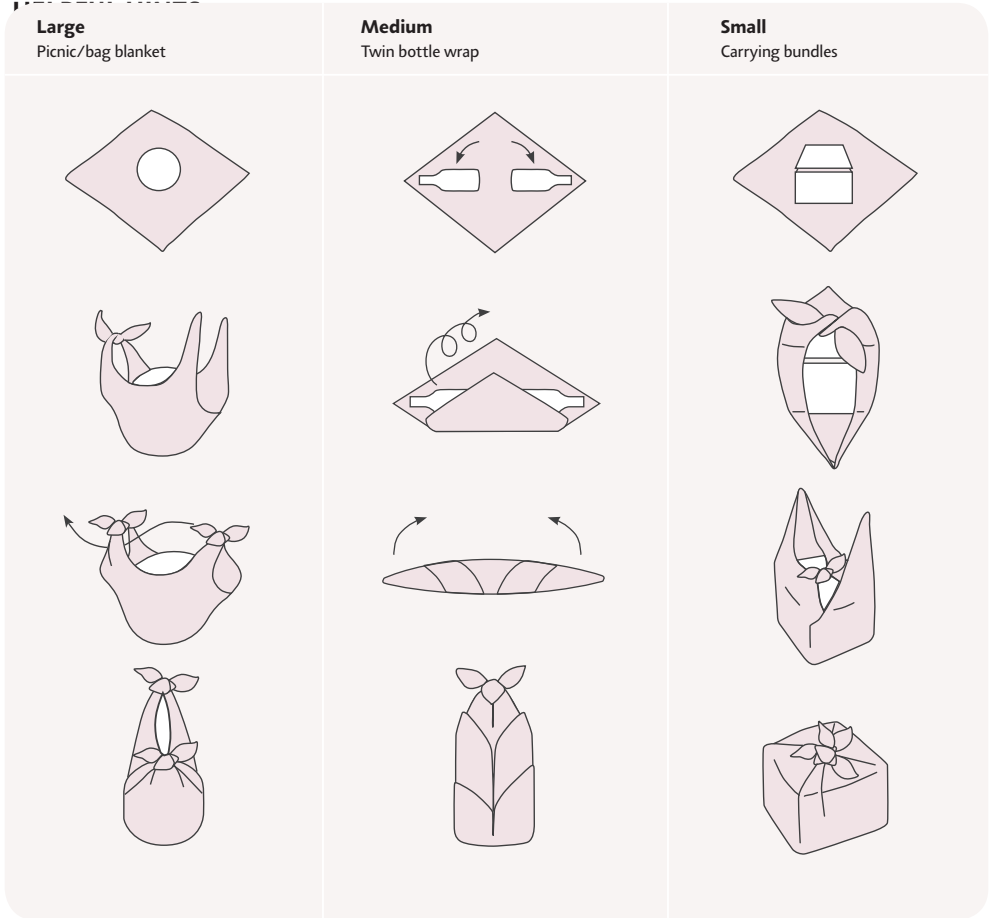 Large
Picnic/bag blanket
Medium
Twin bottle wrap
Small
Carrying bundles